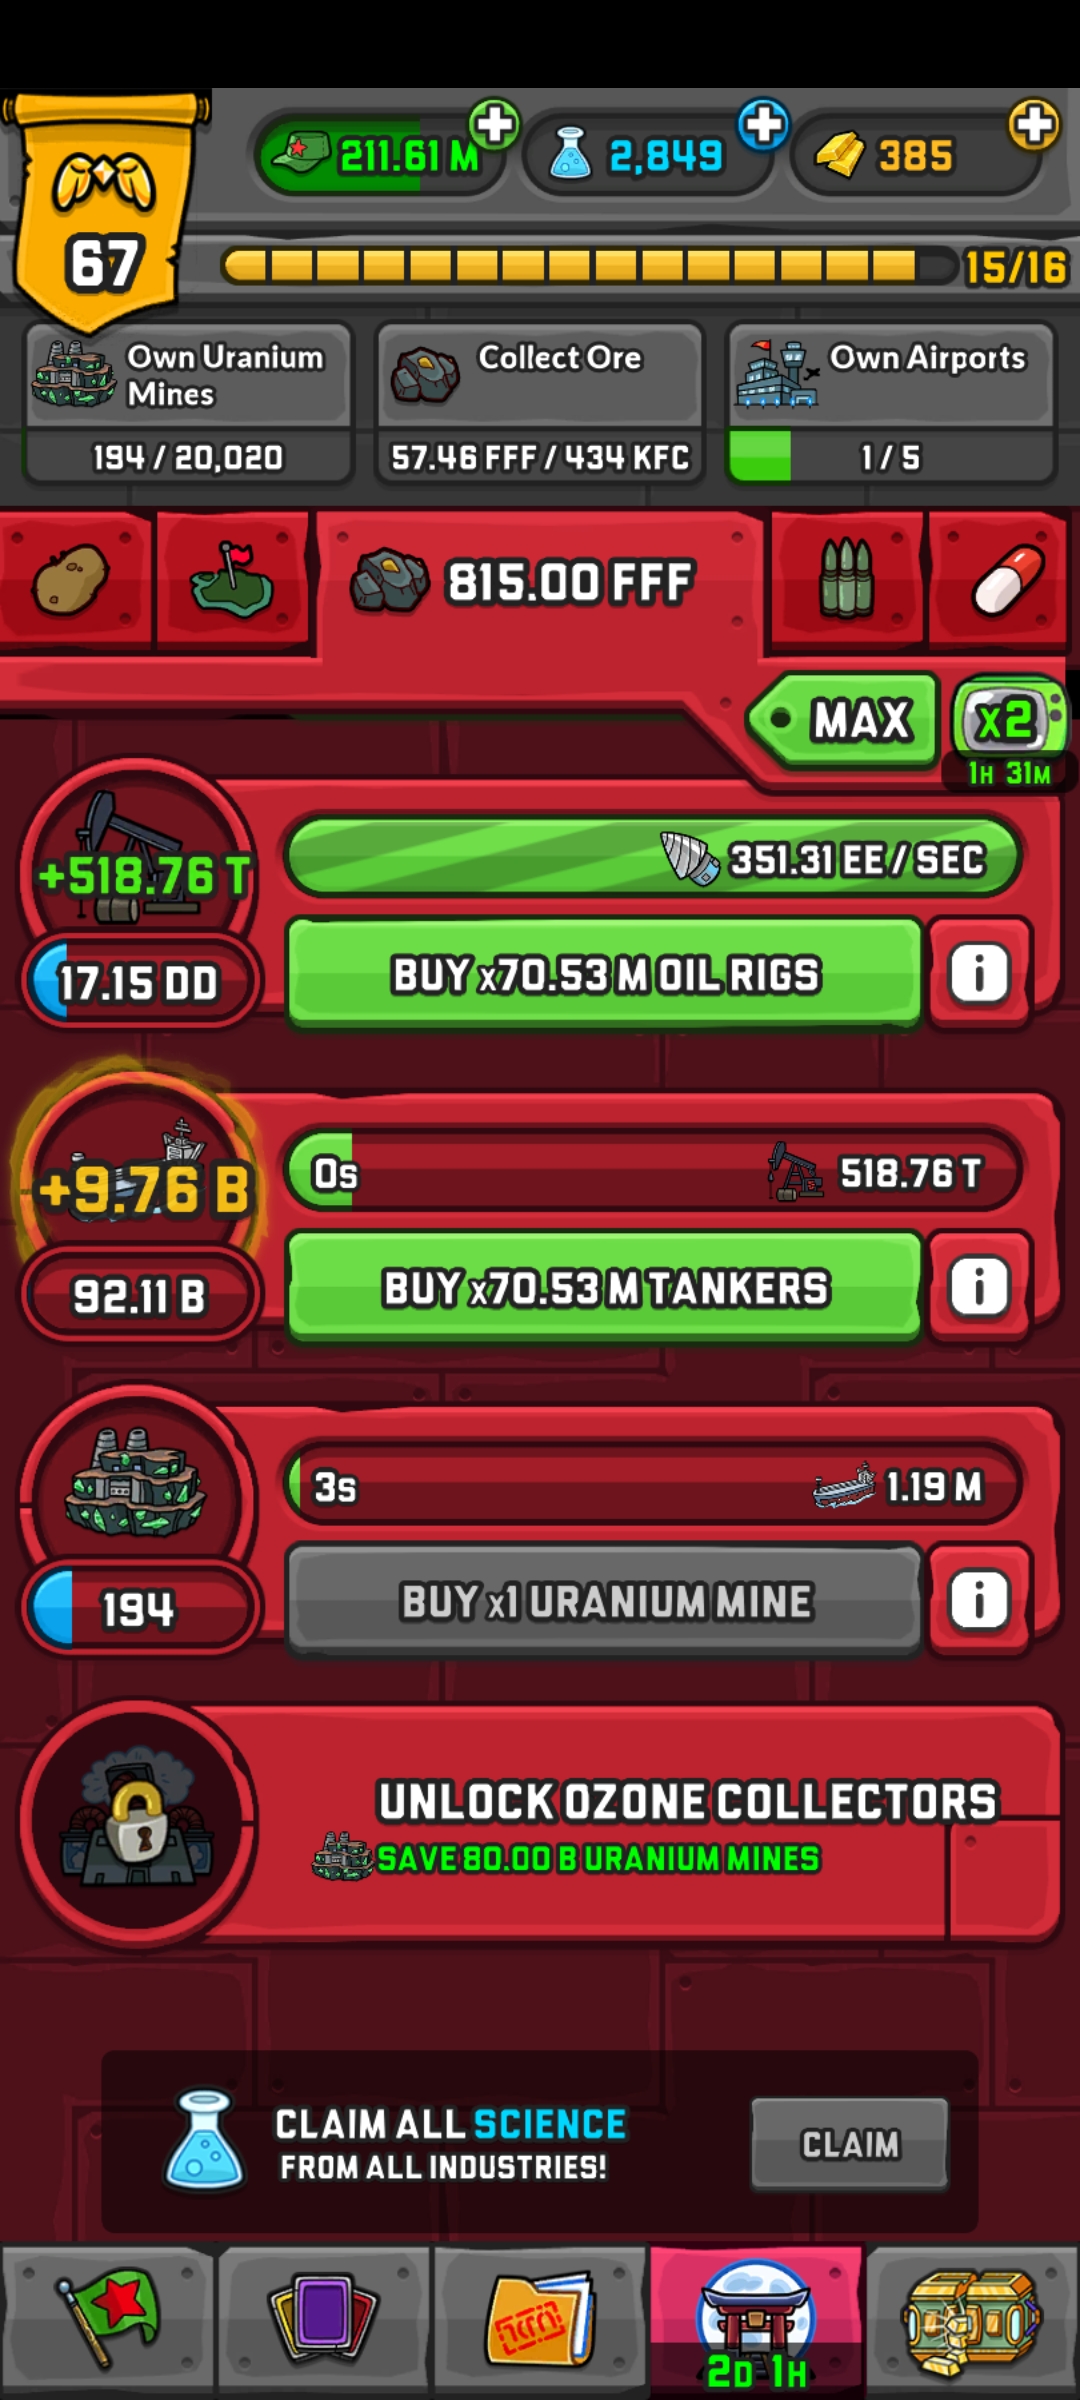 67
211.61 M
2,849
385
15/16
Own Uranium
Mines
194 / 20,020
Collect Ore
57.46 FFF / 434 KFC
Own Airports
1 / 5
815.00 FFF
MAX
x2
1H 31M
+518.76 T
351.31 EE / SEC
17.15 DD
BUY x70.53 M OIL RIGS
i
+9.76 B
0s
518.76 T
92.11 B
BUY x70.53 M TANKERS
i
3s
1.19 M
194
BUY x1 URANIUM MINE
i
UNLOCK OZONE COLLECTORS
SAVE 80.00 B URANIUM MINES
CLAIM ALL SCIENCE
FROM ALL INDUSTRIES!
CLAIM
2D 1H